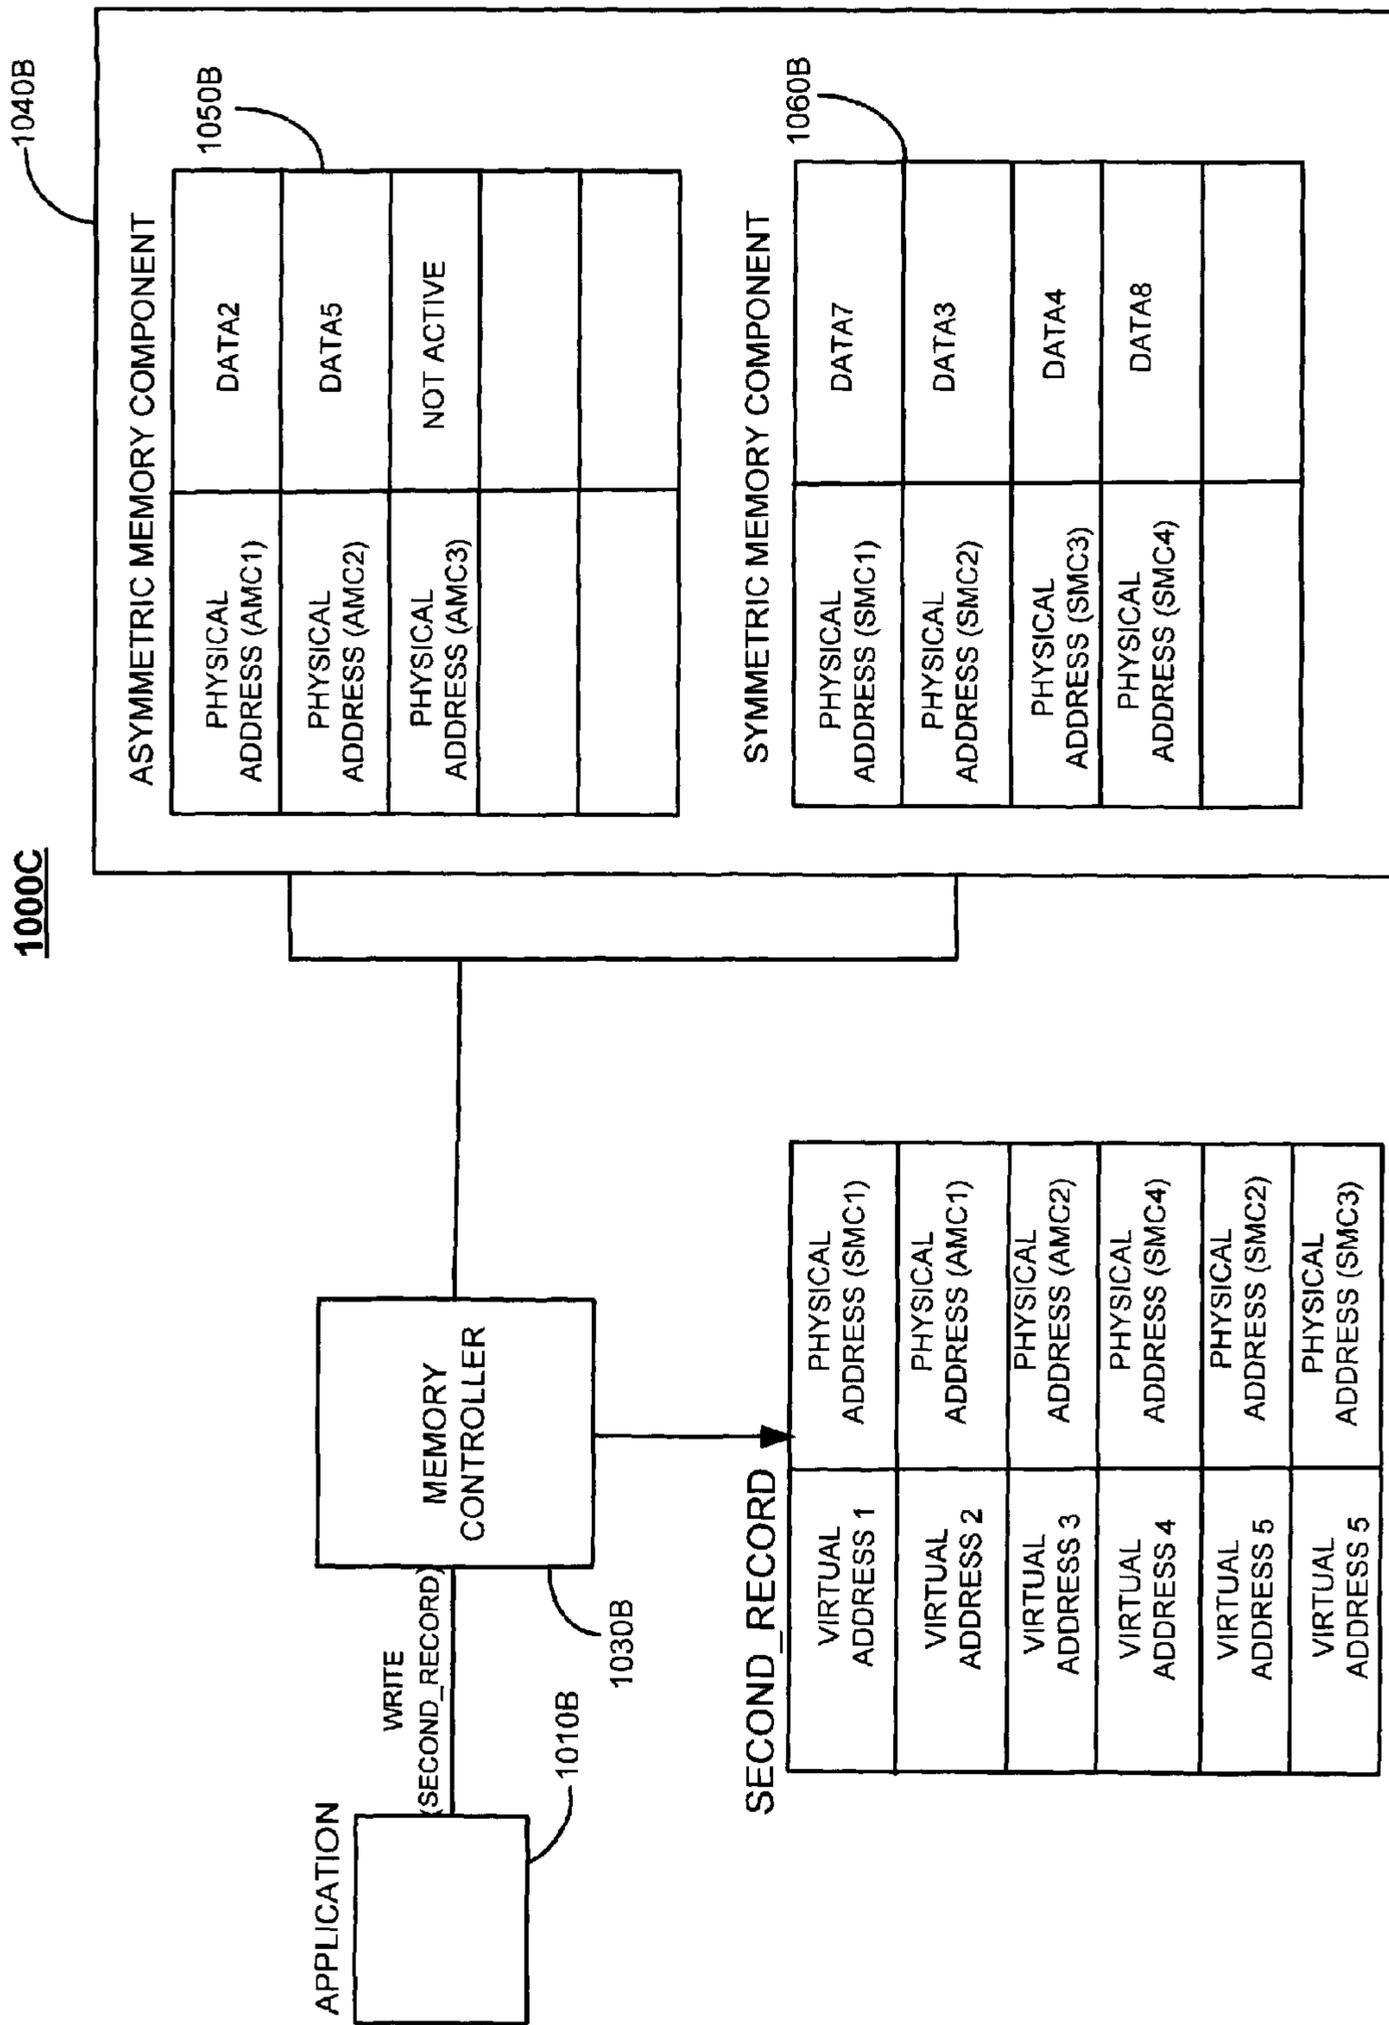 1000C
1040B
ASYMMETRIC MEMORY COMPONENT
1050B
PHYSICAL
ADDRESS (AMC1)
DATA2
PHYSICAL
ADDRESS (AMC2)
DATA5
PHYSICAL
ADDRESS (AMC3)
NOT ACTIVE
SYMMETRIC MEMORY COMPONENT
1060B
PHYSICAL
ADDRESS (SMC1)
DATA7
PHYSICAL
ADDRESS (SMC2)
DATA3
PHYSICAL
ADDRESS (SMC3)
DATA4
PHYSICAL
ADDRESS (SMC4)
DATA8
APPLICATION
1010B
WRITE
(SECOND_RECORD)
MEMORY
CONTROLLER
1030B
SECOND_RECORD
VIRTUAL
ADDRESS 1
PHYSICAL
ADDRESS (SMC1)
VIRTUAL
ADDRESS 2
PHYSICAL
ADDRESS (AMC1)
VIRTUAL
ADDRESS 3
PHYSICAL
ADDRESS (AMC2)
VIRTUAL
ADDRESS 4
PHYSICAL
ADDRESS (SMC4)
VIRTUAL
ADDRESS 5
PHYSICAL
ADDRESS (SMC2)
VIRTUAL
ADDRESS 5
PHYSICAL
ADDRESS (SMC3)